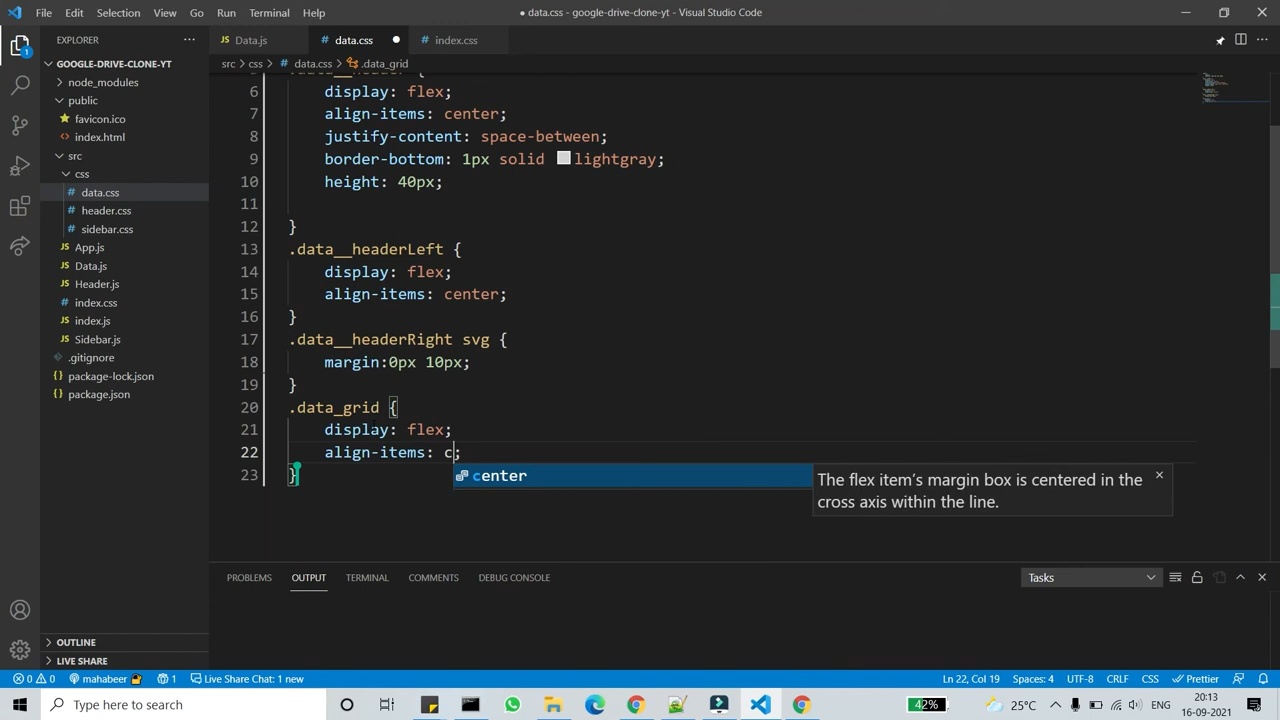 File Edit Selection View Go Run Terminal Help
● data.css - google-drive-clone-yt - Visual Studio Code
EXPLORER
Data.js
data.css
index.css
GOOGLE-DRIVE-CLONE-YT
node_modules
public
favicon.ico
index.html
src
css
data.css
header.css
sidebar.css
App.js
Data.js
Header.js
index.css
index.js
Sidebar.js
.gitignore
package-lock.json
package.json
OUTLINE
LIVE SHARE
src > css > data.css > .data_grid
6 display: flex;
7 align-items: center;
8 justify-content: space-between;
9 border-bottom: 1px solid lightgray;
10 height: 40px;
11
12 }
13 .data__headerLeft {
14 display: flex;
15 align-items: center;
16 }
17 .data__headerRight svg {
18 margin:0px 10px;
19 }
20 .data_grid {
21 display: flex;
22 align-items: c;
23 }
center
The flex item's margin box is centered in the
cross axis within the line.
PROBLEMS OUTPUT TERMINAL COMMENTS DEBUG CONSOLE
Tasks
0 0 mahabeer 1 Live Share Chat: 1 new
Ln 22, Col 19 Spaces: 4 UTF-8 CRLF CSS Prettier
Type here to search
42%
25°C
20:13
16-09-2021